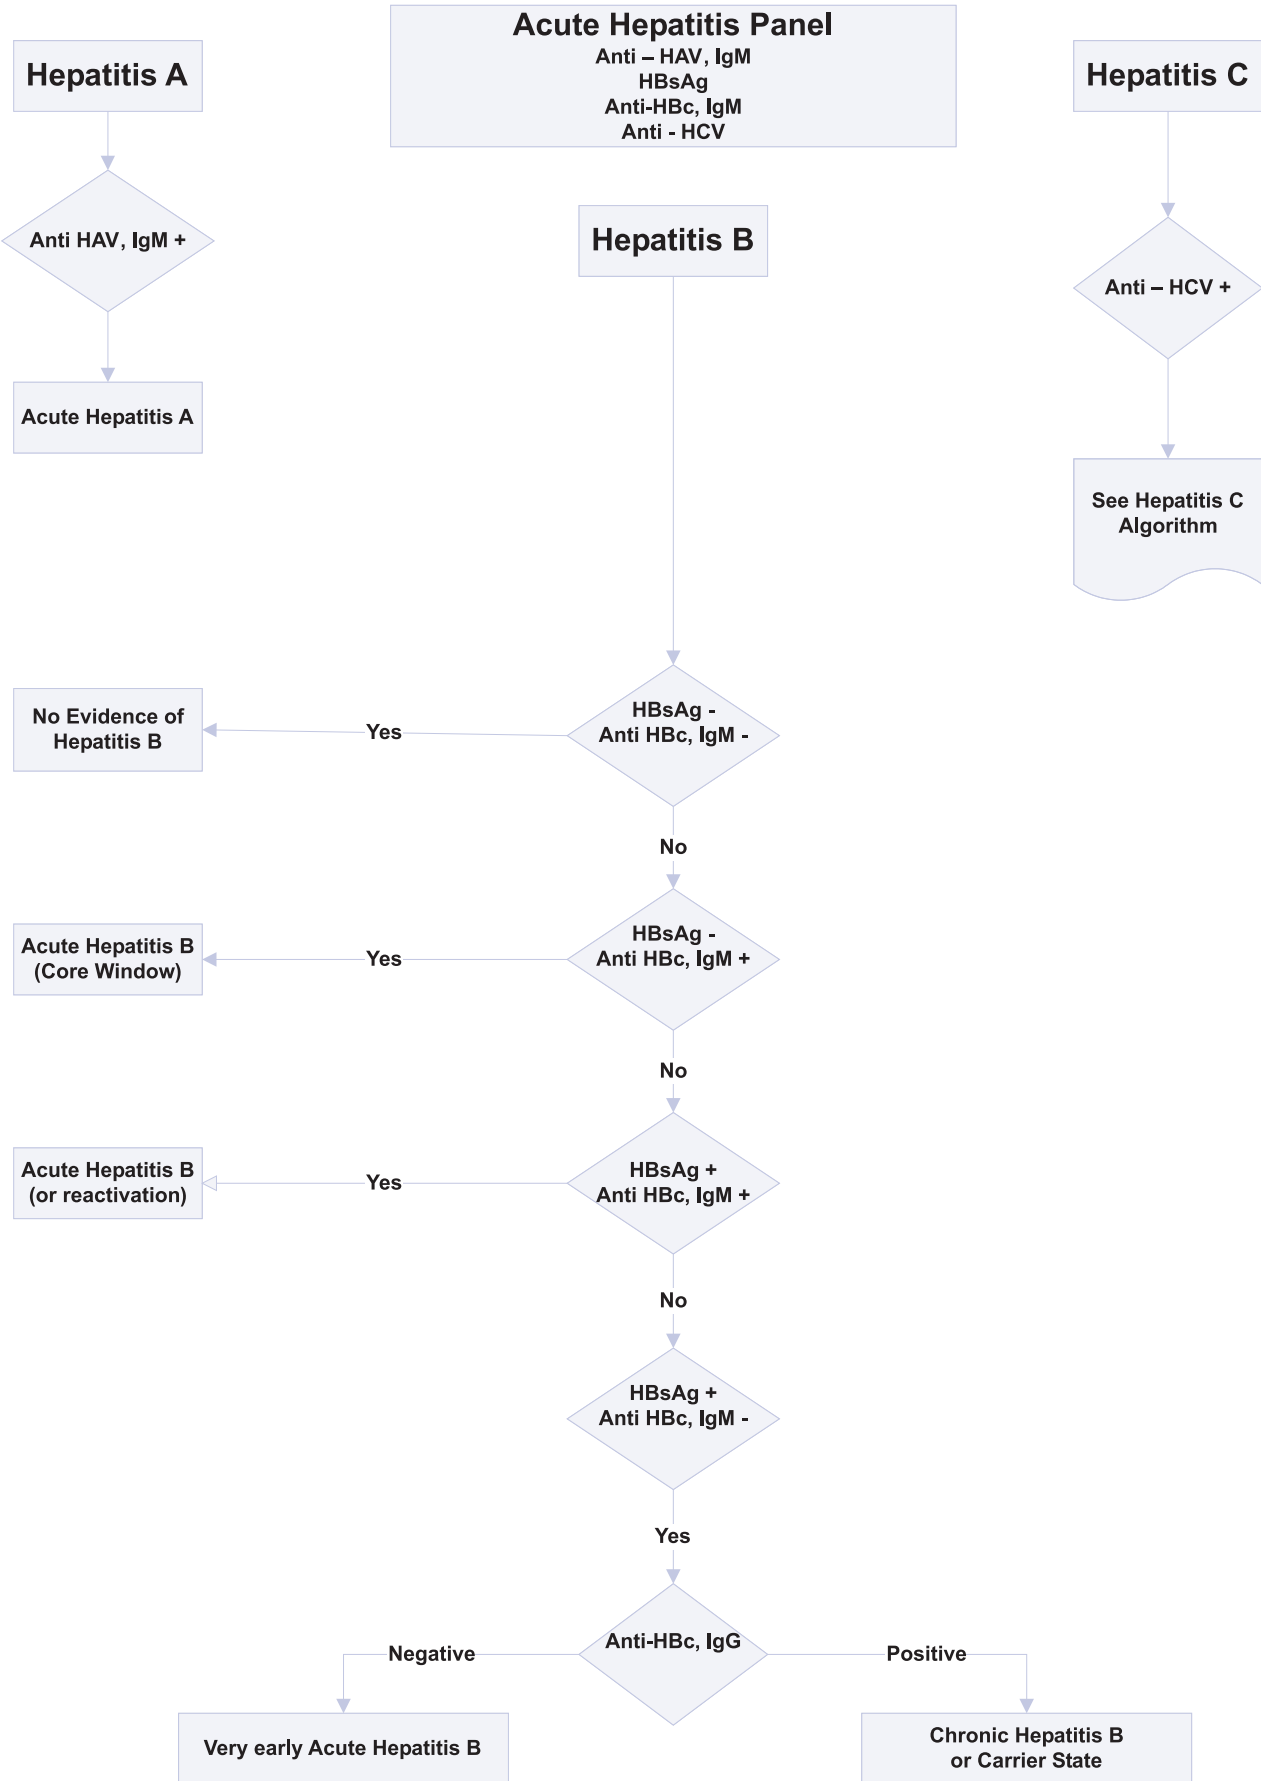 Acute Hepatitis Panel
Anti – HAV, IgM
HBsAg
Anti-HBc, IgM
Anti - HCV
Hepatitis A
Anti HAV, IgM +
Acute Hepatitis A
Hepatitis B
Hepatitis C
Anti – HCV +
See Hepatitis C
Algorithm
HBsAg -
Anti HBc, IgM -
Yes
No Evidence of
Hepatitis B
No
HBsAg -
Anti HBc, IgM +
Yes
Acute Hepatitis B
(Core Window)
No
HBsAg +
Anti HBc, IgM +
Yes
Acute Hepatitis B
(or reactivation)
No
HBsAg +
Anti HBc, IgM -
Yes
Anti-HBc, IgG
Negative
Very early Acute Hepatitis B
Positive
Chronic Hepatitis B
or Carrier State